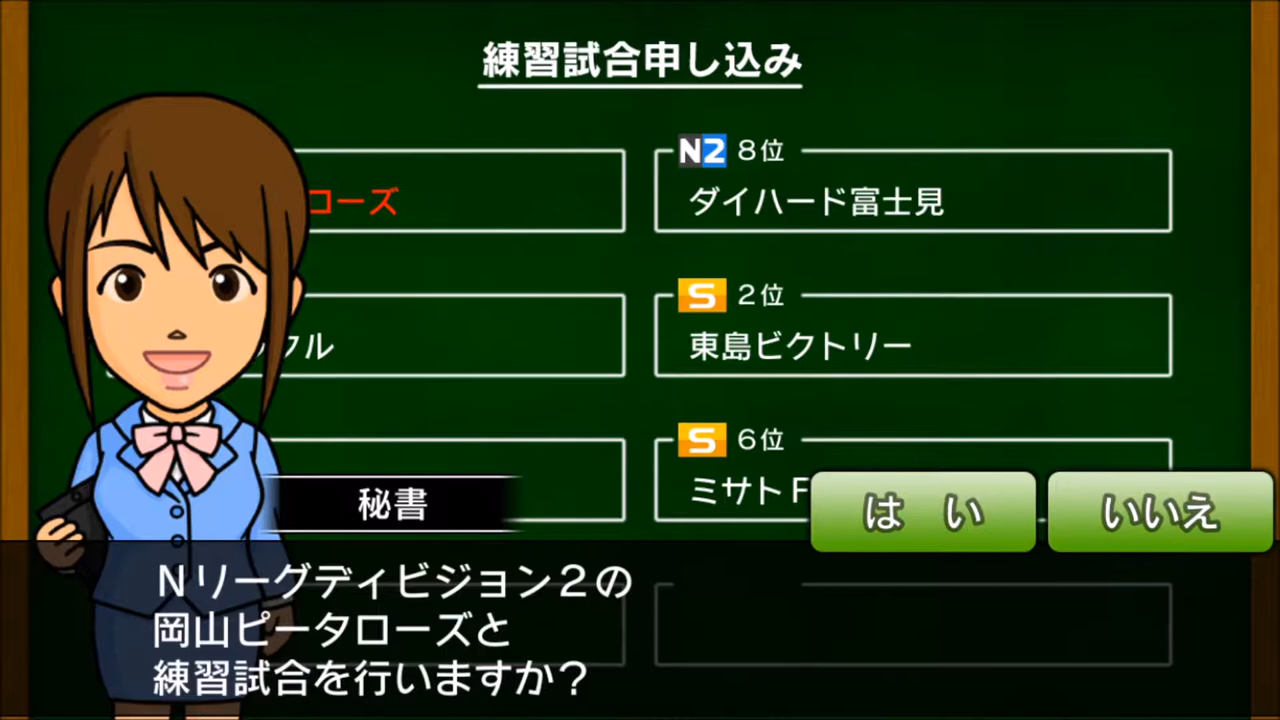 練習試合申し込み
ローズ
N2 8位
ダイハード富士見
クル
S 2位
東島ビクトリー
S 6位
ミサトF
は い
いいえ
秘書
Nリーグディビジョン2の
岡山ピータローズと
練習試合を行いますか?